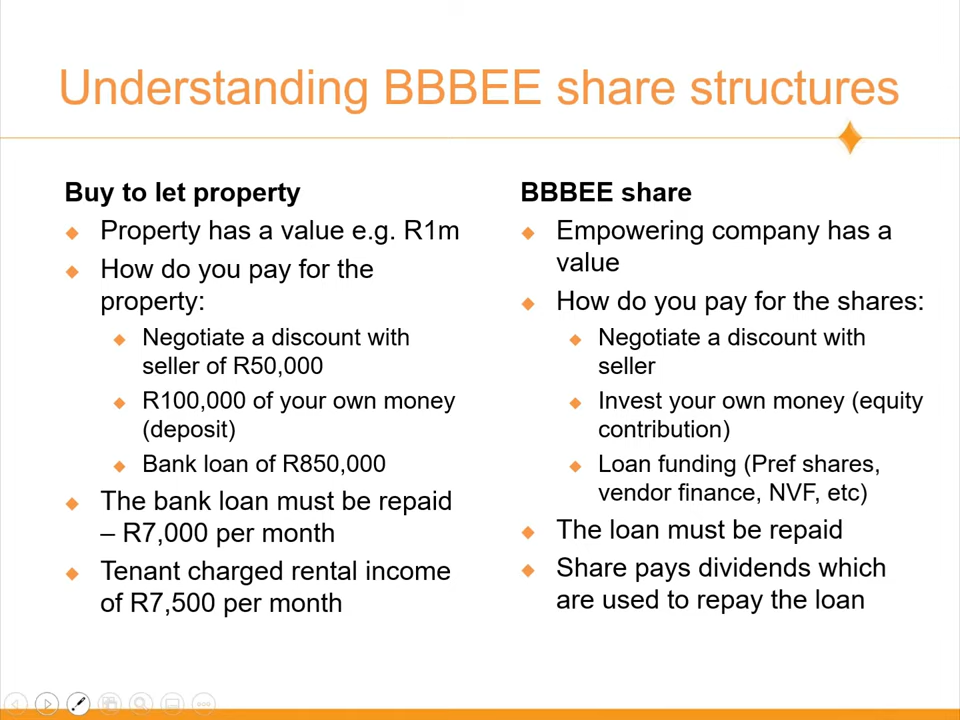 Understanding BBBEE share structures
Buy to let property
Property has a value e.g. R1m
How do you pay for the
property:
Negotiate a discount with
seller of R50,000
R100,000 of your own money
(deposit)
Bank loan of R850,000
The bank loan must be repaid
– R7,000 per month
Tenant charged rental income
of R7,500 per month
BBBEE share
Empowering company has a
value
How do you pay for the shares:
Negotiate a discount with
seller
Invest your own money (equity
contribution)
Loan funding (Pref shares,
vendor finance, NVF, etc)
The loan must be repaid
Share pays dividends which
are used to repay the loan